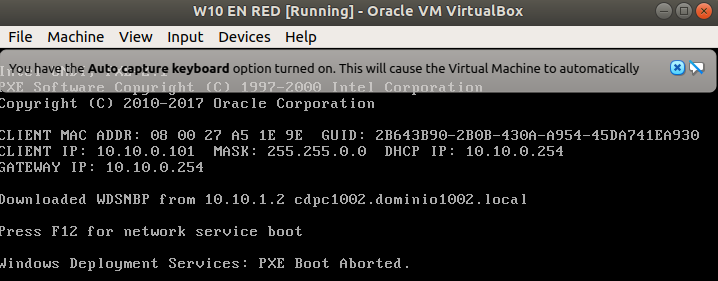 W10 EN RED [Running] - Oracle VM VirtualBox
File Machine View Input Devices Help
You have the Auto capture keyboard option turned on. This will cause the Virtual Machine to automatically
PXE Software Copyright (C) 1997-2000 Intel Corporation
Copyright (C) 2010-2017 Oracle Corporation
CLIENT MAC ADDR: 08 00 27 A5 1E 9E GUID: 2B643B90-2B0B-430A-A954-45DA741EA930
CLIENT IP: 10.10.0.101 MASK: 255.255.0.0 DHCP IP: 10.10.0.254
GATEWAY IP: 10.10.0.254
Downloaded WDSNBP from 10.10.1.2 cdpc1002.dominio1002.local
Press F12 for network service boot
Windows Deployment Services: PXE Boot Aborted.